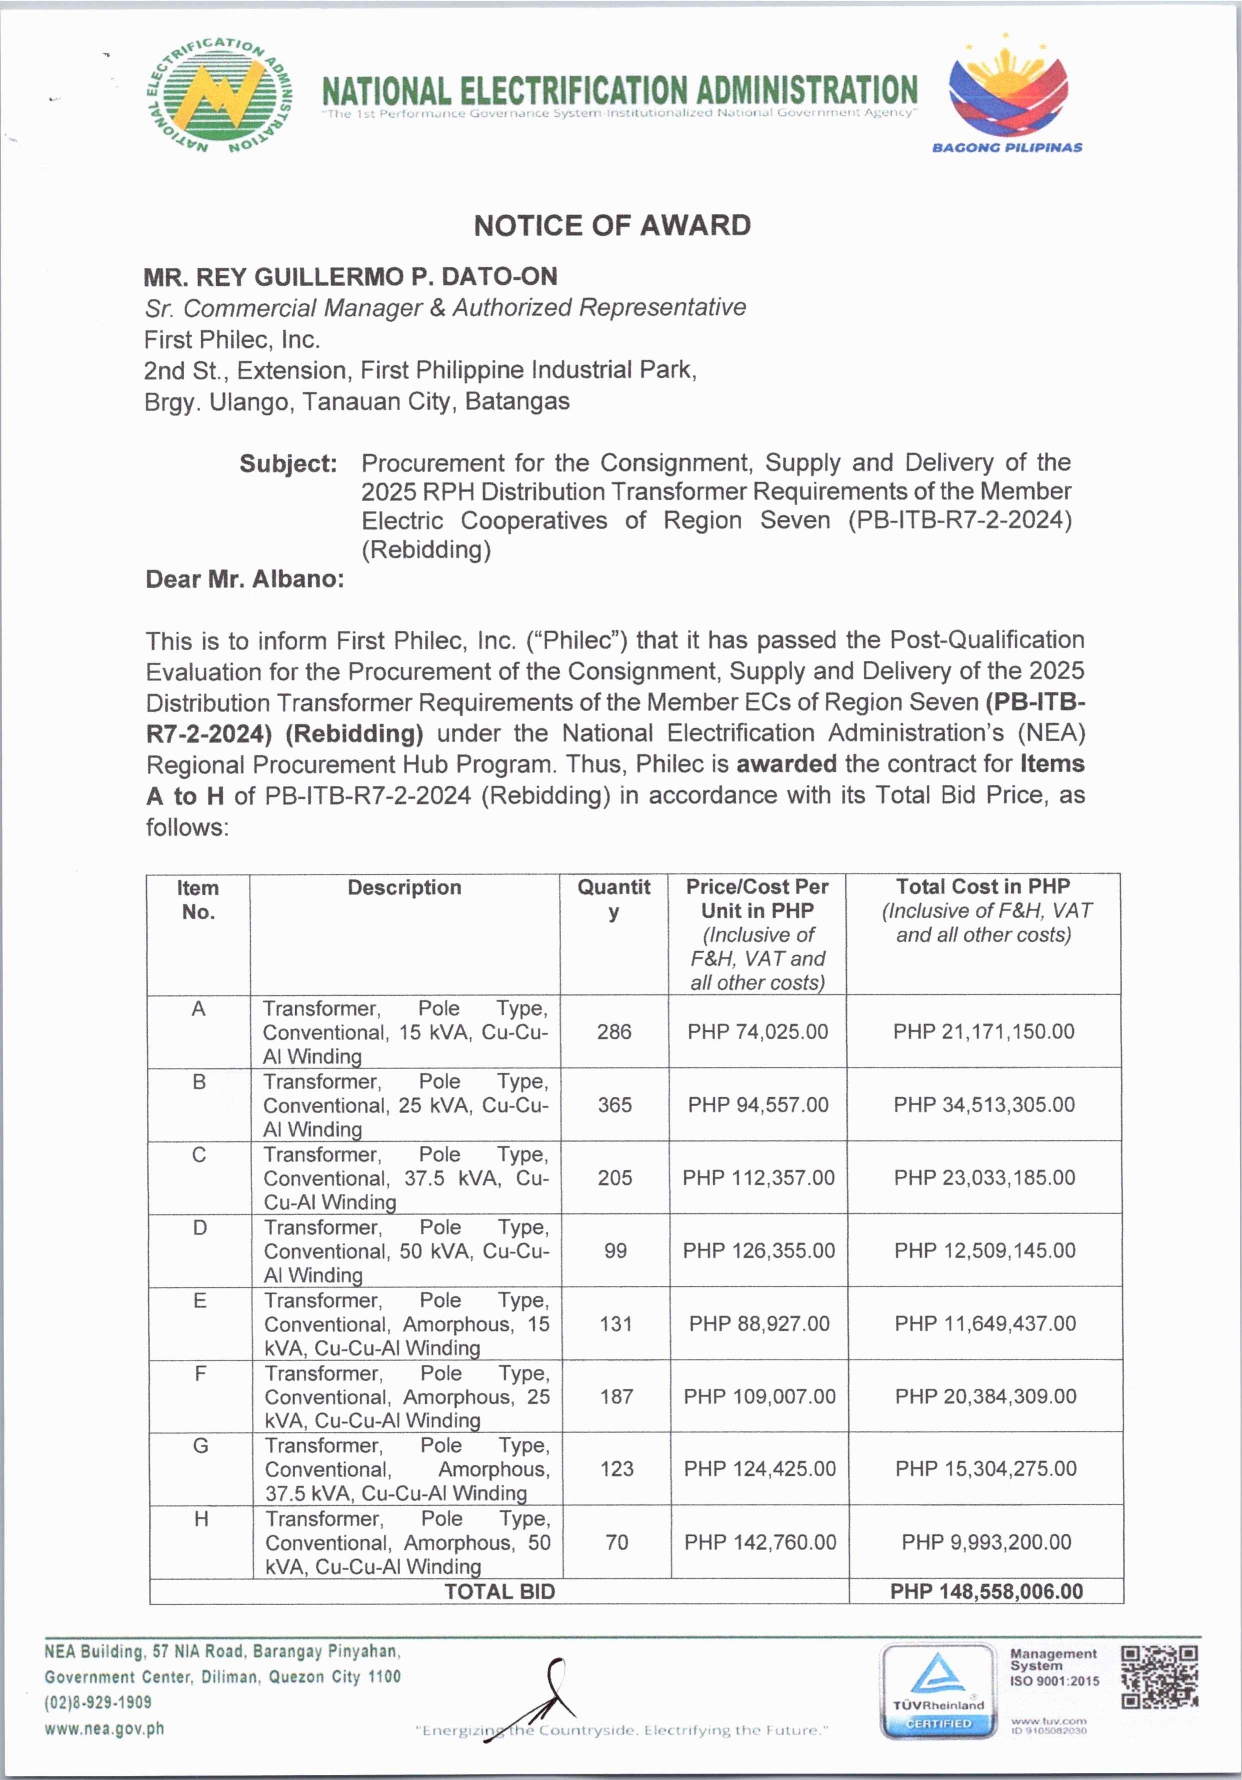 NATIONAL ELECTRIFICATION ADMINISTRATION
NATIONAL ELECTRIFICATION ADMINISTRATION
"The 1st Performance Governance System-Institutionalized National Government Agency"
BAGONG PILIPINAS
NOTICE OF AWARD
MR. REY GUILLERMO P. DATO-ON
Sr. Commercial Manager & Authorized Representative
First Philec, Inc.
2nd St., Extension, First Philippine Industrial Park,
Brgy. Ulango, Tanauan City, Batangas
Subject: Procurement for the Consignment, Supply and Delivery of the
2025 RPH Distribution Transformer Requirements of the Member
Electric Cooperatives of Region Seven (PB-ITB-R7-2-2024)
(Rebidding)
Dear Mr. Albano:
This is to inform First Philec, Inc. (“Philec”) that it has passed the Post-Qualification
Evaluation for the Procurement of the Consignment, Supply and Delivery of the 2025
Distribution Transformer Requirements of the Member ECs of Region Seven (PB-ITB-
R7-2-2024) (Rebidding) under the National Electrification Administration’s (NEA)
Regional Procurement Hub Program. Thus, Philec is awarded the contract for Items
A to H of PB-ITB-R7-2-2024 (Rebidding) in accordance with its Total Bid Price, as
follows:
Item Description Quantit Price/Cost Per Total Cost in PHP
No. y Unit in PHP (Inclusive of F&H, VAT
(Inclusive of and all other costs)
F&H, VAT and
all other costs)
A Transformer, Pole Type,
Conventional, 15 kVA, Cu-Cu- 286 PHP 74,025.00 PHP 21,171,150.00
Al Winding
B Transformer, Pole Type,
Conventional, 25 kVA, Cu-Cu- 365 PHP 94,557.00 PHP 34,513,305.00
Al Winding
C Transformer, Pole Type,
Conventional, 37.5 kVA, Cu- 205 PHP 112,357.00 PHP 23,033,185.00
Cu-Al Winding
D Transformer, Pole Type,
Conventional, 50 kVA, Cu-Cu- 99 PHP 126,355.00 PHP 12,509,145.00
Al Winding
E Transformer, Pole Type,
Conventional, Amorphous, 15 131 PHP 88,927.00 PHP 11,649,437.00
kVA, Cu-Cu-Al Winding
F Transformer, Pole Type,
Conventional, Amorphous, 25 187 PHP 109,007.00 PHP 20,384,309.00
kVA, Cu-Cu-Al Winding
G Transformer, Pole Type,
Conventional, Amorphous, 123 PHP 124,425.00 PHP 15,304,275.00
37.5 kVA, Cu-Cu-Al Winding
H Transformer, Pole Type,
Conventional, Amorphous, 50 70 PHP 142,760.00 PHP 9,993,200.00
kVA, Cu-Cu-Al Winding
TOTAL BID PHP 148,558,006.00
NEA Building, 57 NIA Road, Barangay Pinyahan,
Government Center, Diliman, Quezon City 1100
(02)8-929-1909
www.nea.gov.ph
"Energizing the Countryside. Electrifying the Future."
TÜVRheinland
CERTIFIED
Management
System
ISO 9001:2015
www.tuv.com
ID 9105082030